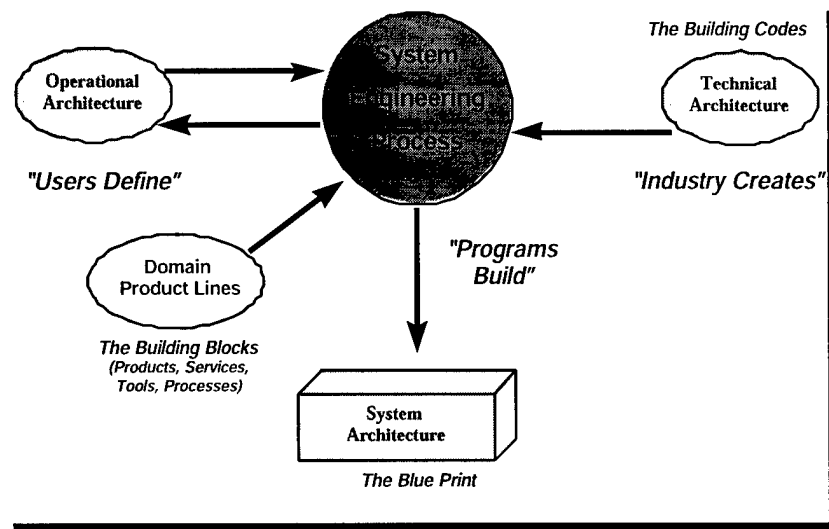 The Building Codes
System
Engineering
Process
Operational
Architecture
Technical
Architecture
"Users Define"
"Industry Creates"
"Programs
Build"
Domain
Product Lines
The Building Blocks
(Products, Services,
Tools, Processes)
System
Architecture
The Blue Print